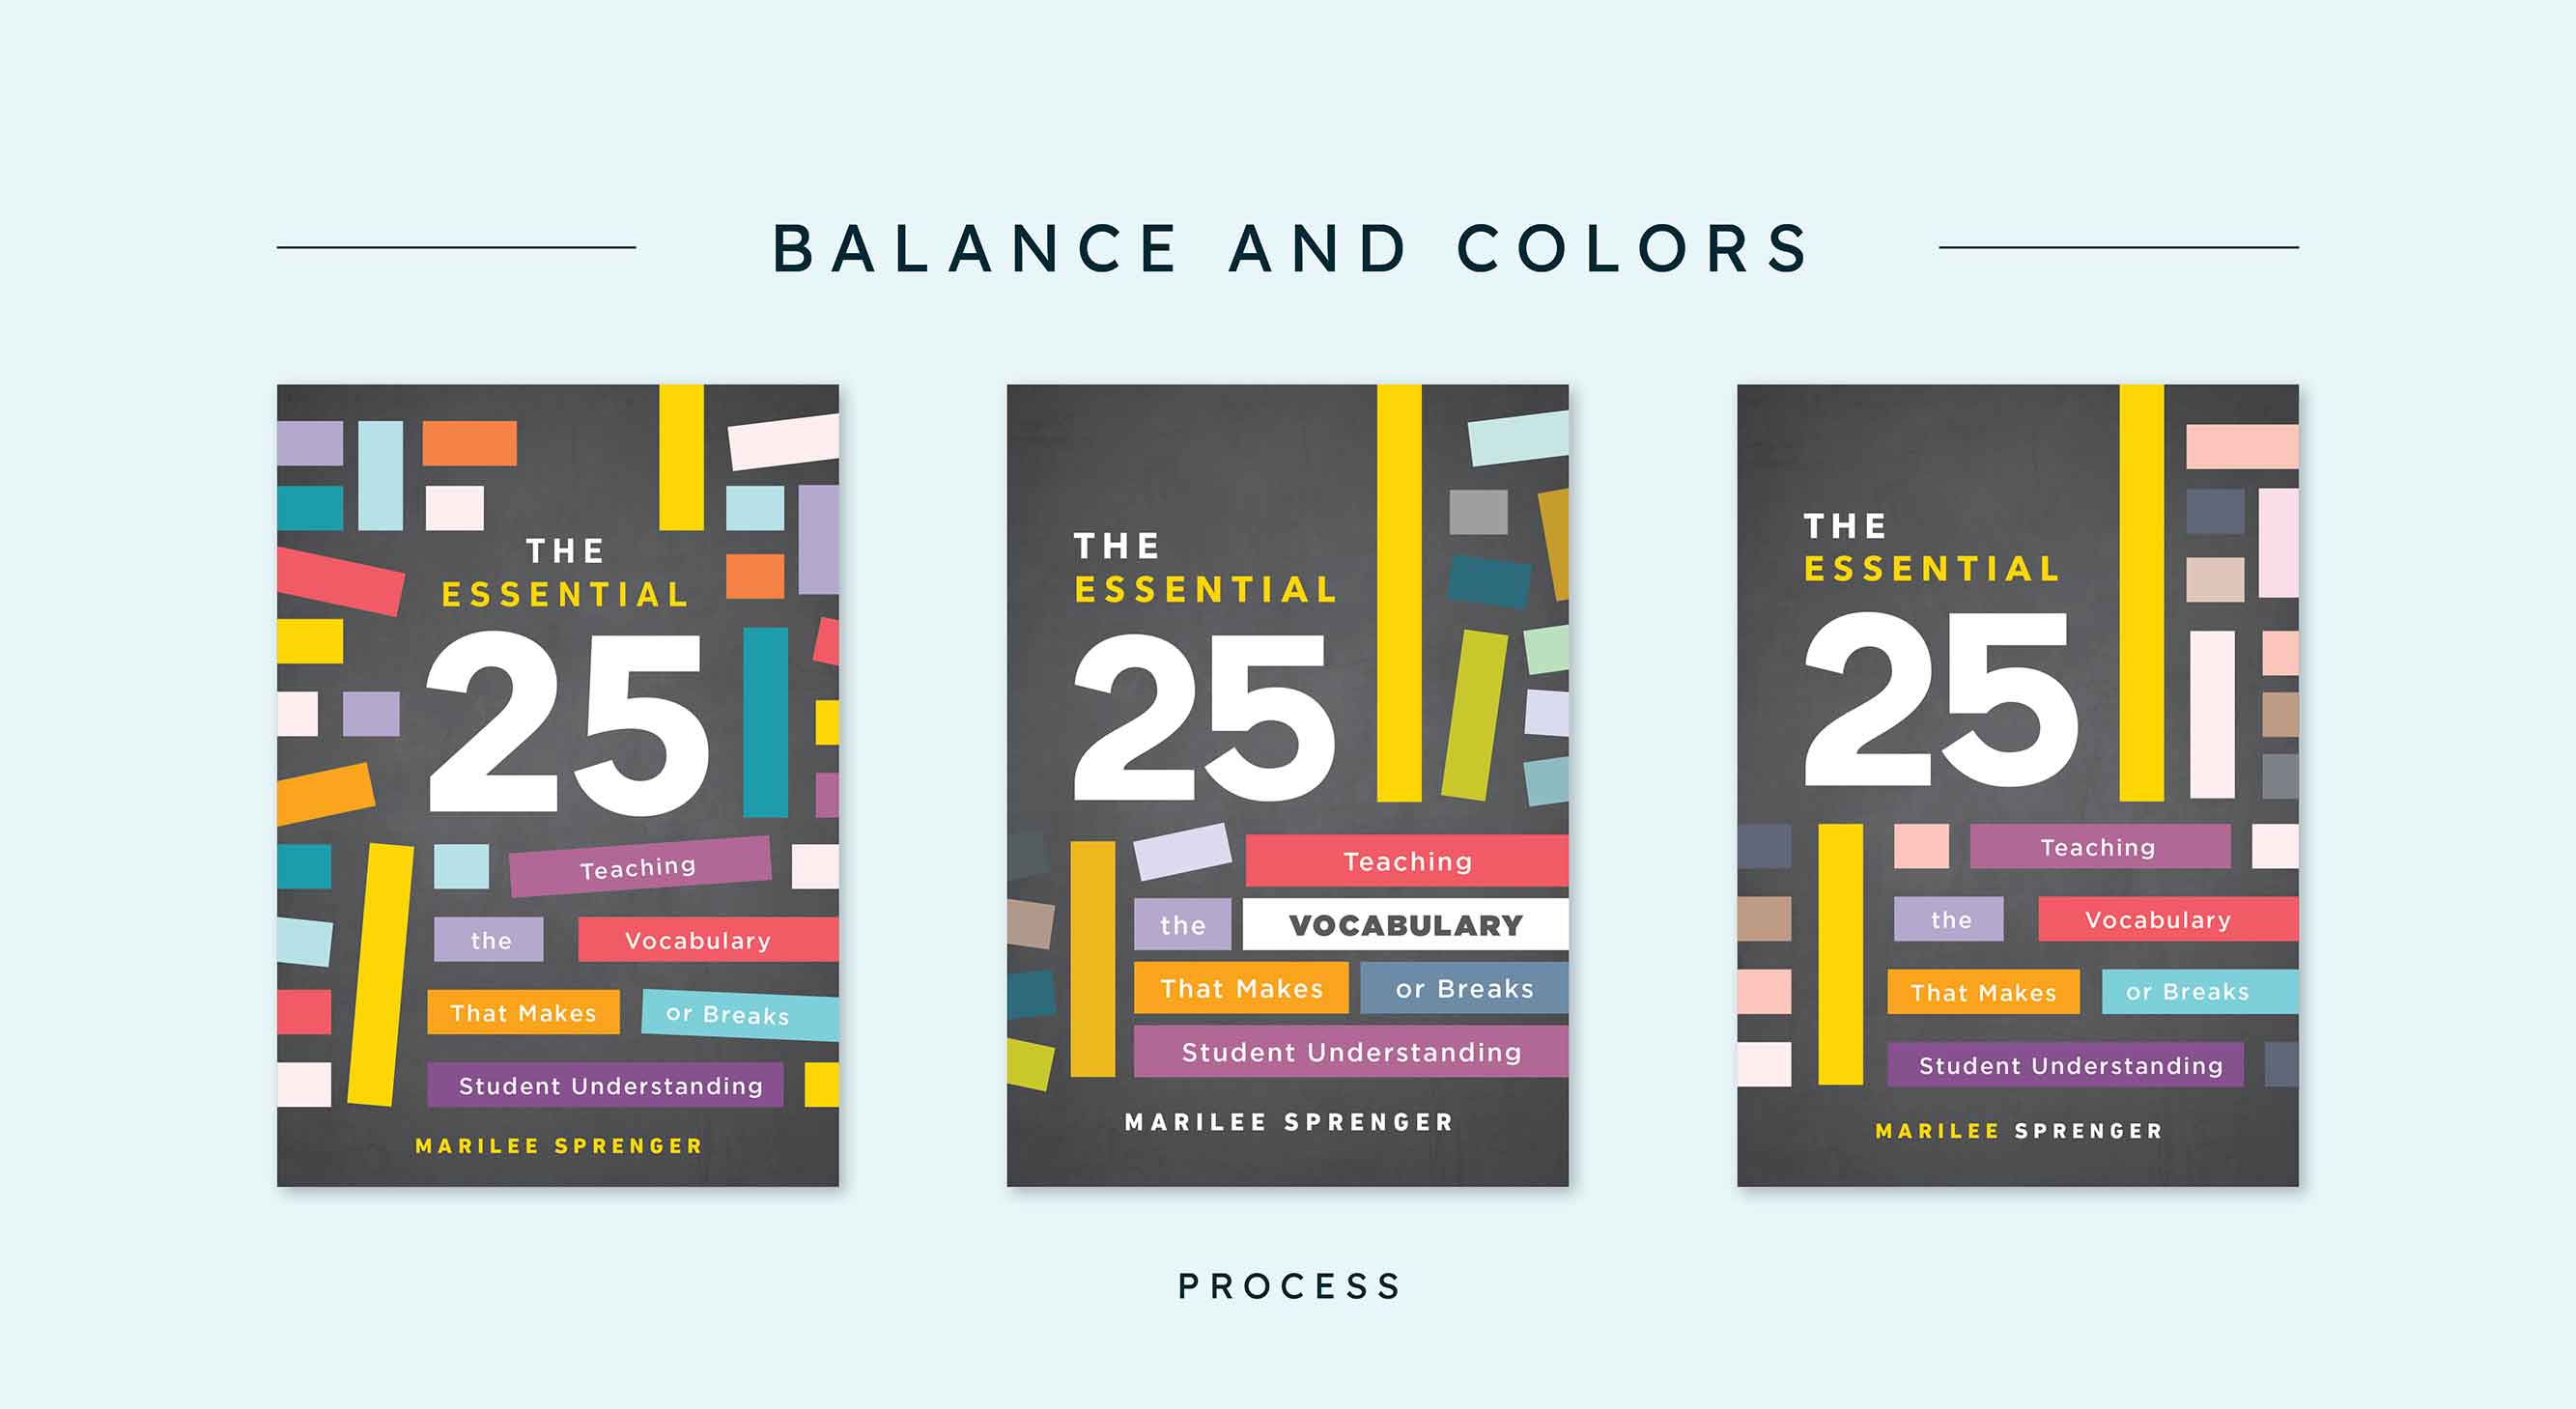 BALANCE AND COLORS
THE
ESSENTIAL
25
Teaching
the Vocabulary
That Makes or Breaks
Student Understanding
MARILEE SPRENGER
THE
ESSENTIAL
25
Teaching
the VOCABULARY
That Makes or Breaks
Student Understanding
MARILEE SPRENGER
THE
ESSENTIAL
25
Teaching
the Vocabulary
That Makes or Breaks
Student Understanding
MARILEE SPRENGER
PROCESS